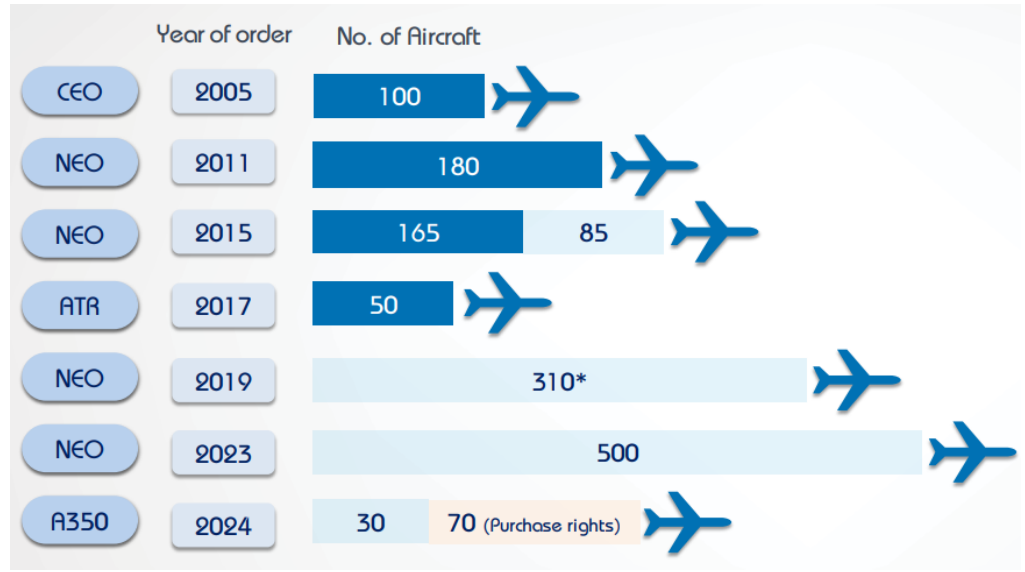 Year of order No. of Aircraft
CEO 2005 100
NEO 2011 180
NEO 2015 165 85
ATR 2017 50
NEO 2019 310*
NEO 2023 500
A350 2024 30 70 (Purchase rights)